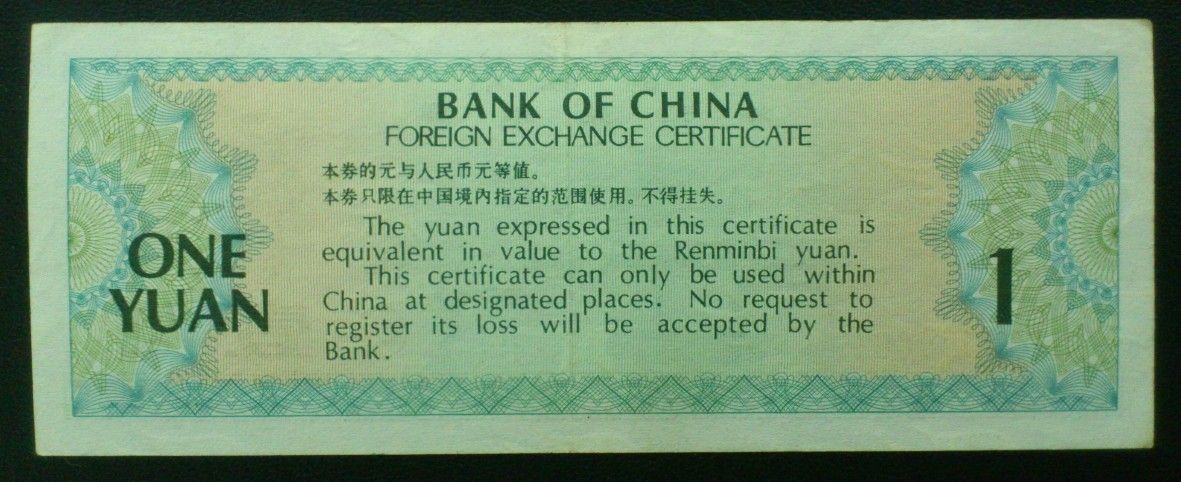 BANK OF CHINA
FOREIGN EXCHANGE CERTIFICATE
本券的元与人民币元等值。
本券只限在中国境内指定的范围使用。不得挂失。
The yuan expressed in this certificate is
equivalent in value to the Renminbi yuan.
This certificate can only be used within
China at designated places. No request to
register its loss will be accepted by the
Bank.
ONE
YUAN
1